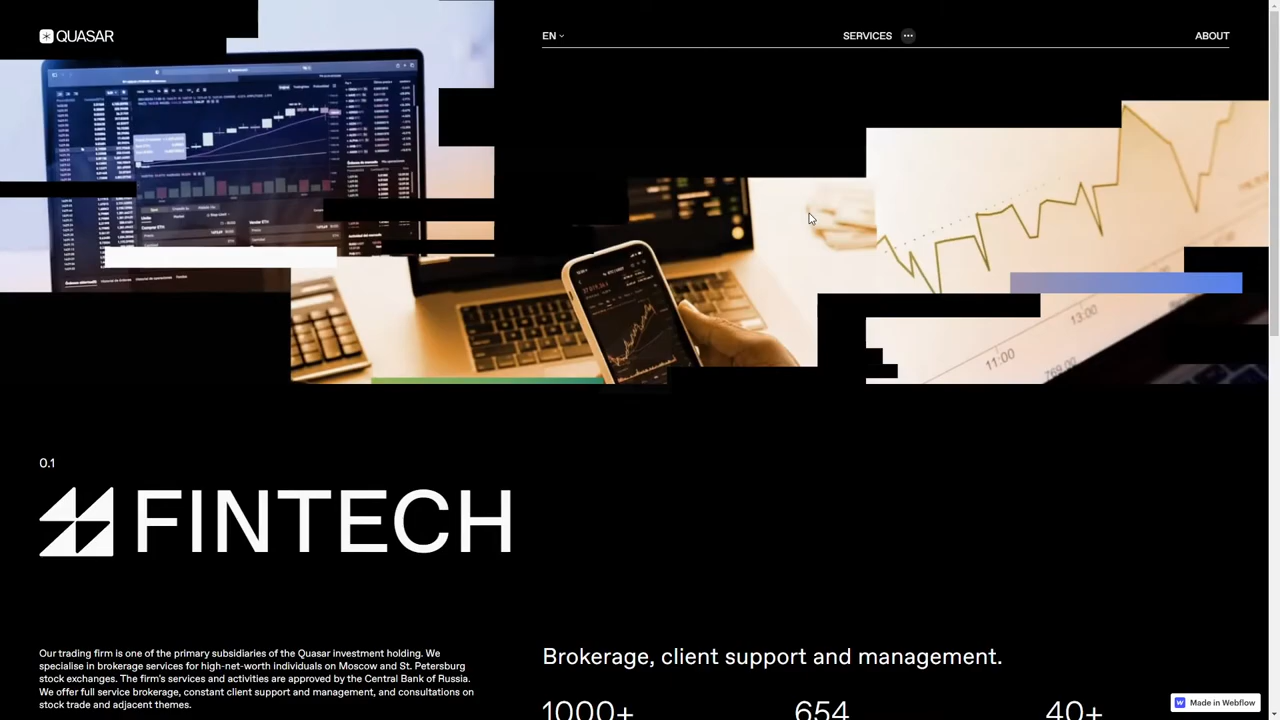 QUASAR
EN
SERVICES
ABOUT
13:00
11:00
769.00
0.1
FINTECH
Our trading firm is one of the primary subsidiaries of the Quasar investment holding. We
specialise in brokerage services for high-net-worth individuals on Moscow and St. Petersburg
stock exchanges. The firm's services and activities are approved by the Central Bank of Russia.
We offer full service brokerage, constant client support and management, and consultations on
stock trade and adjacent themes.
Brokerage, client support and management.
1000+ 654 40+
Made in Webflow